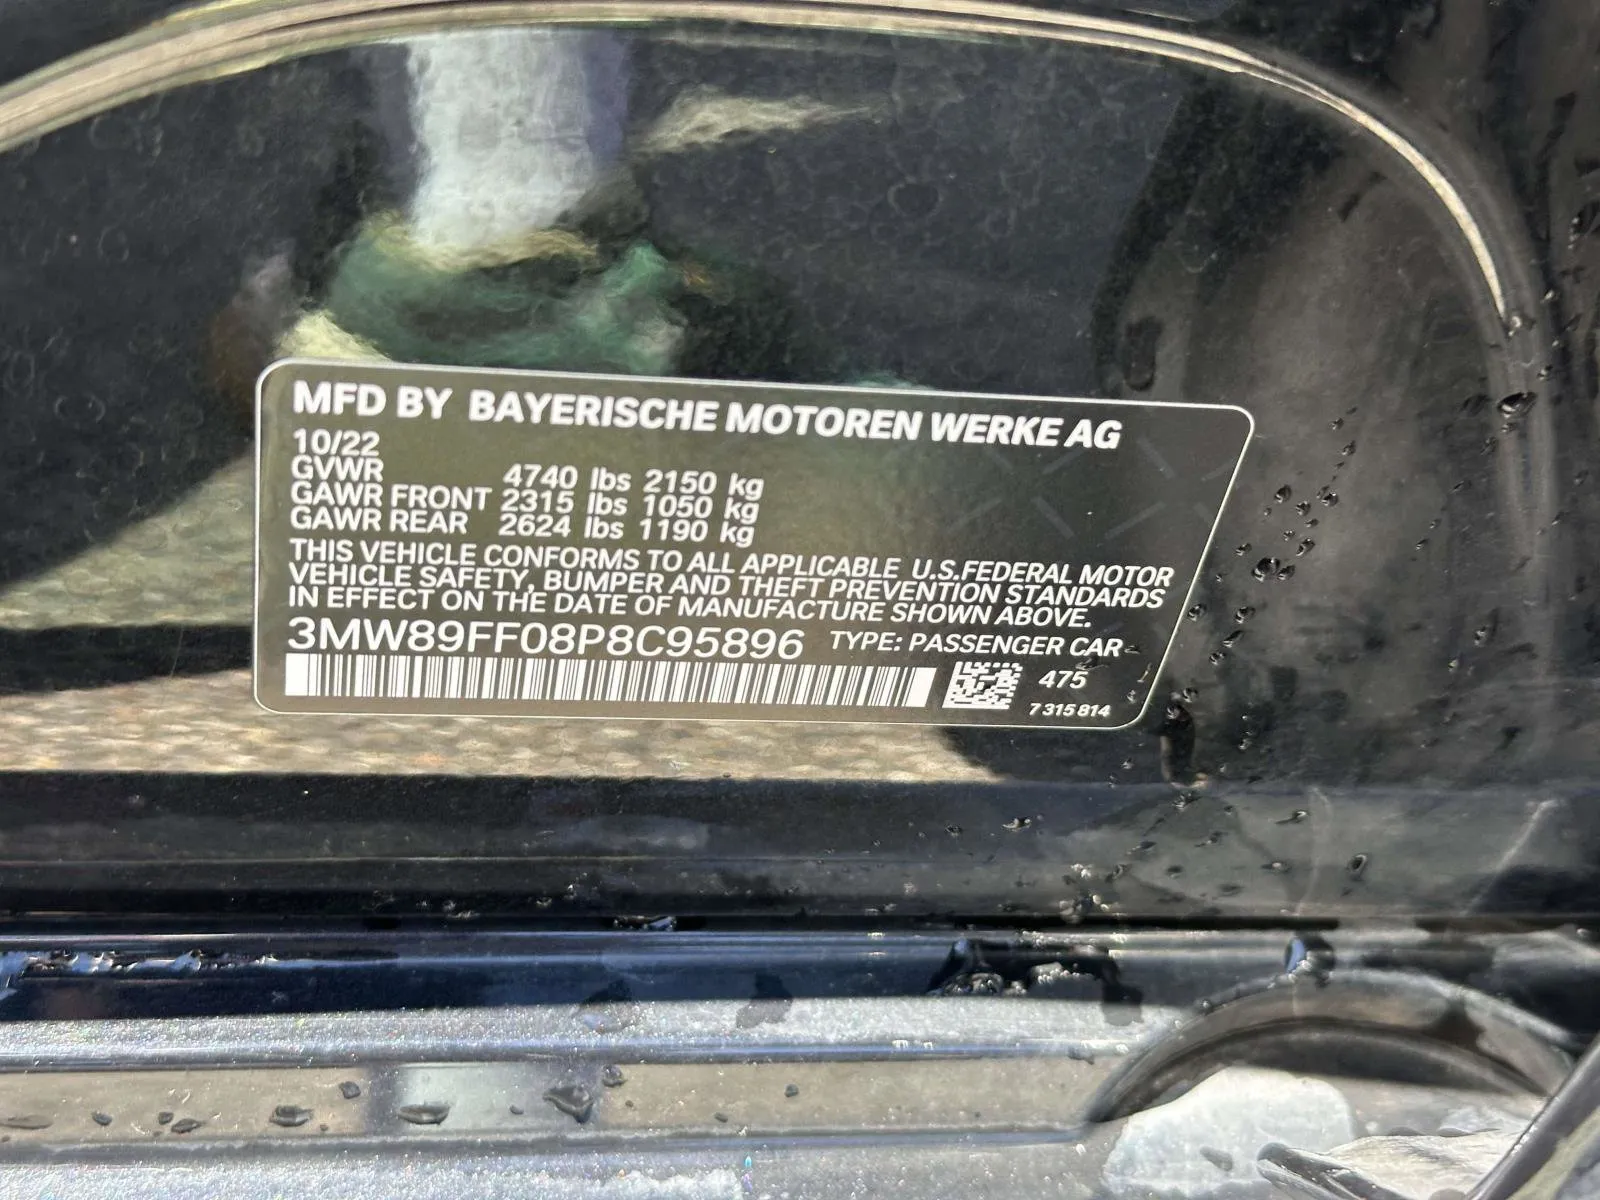 MFD BY BAYERISCHE MOTOREN WERKE AG
10/22
GVWR 4740 lbs 2150 kg
GAWR FRONT 2315 lbs 1050 kg
GAWR REAR 2624 lbs 1190 kg
THIS VEHICLE CONFORMS TO ALL APPLICABLE U.S.FEDERAL MOTOR
VEHICLE SAFETY, BUMPER AND THEFT PREVENTION STANDARDS
IN EFFECT ON THE DATE OF MANUFACTURE SHOWN ABOVE.
3MW89FF08P8C95896 TYPE: PASSENGER CAR
475
7 315 814